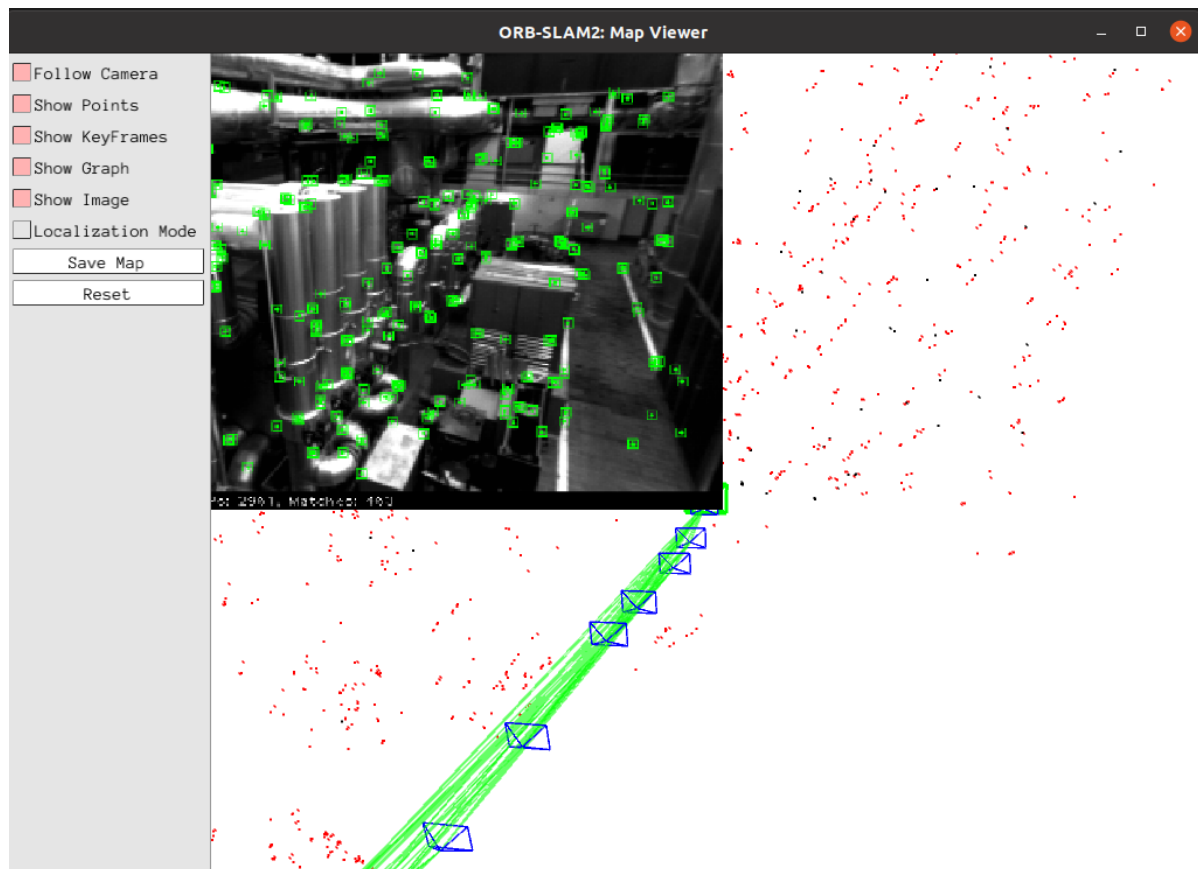 ORB-SLAM2: Map Viewer
Follow Camera
Show Points
Show KeyFrames
Show Graph
Show Image
Localization Mode
Save Map
Reset
Matches: